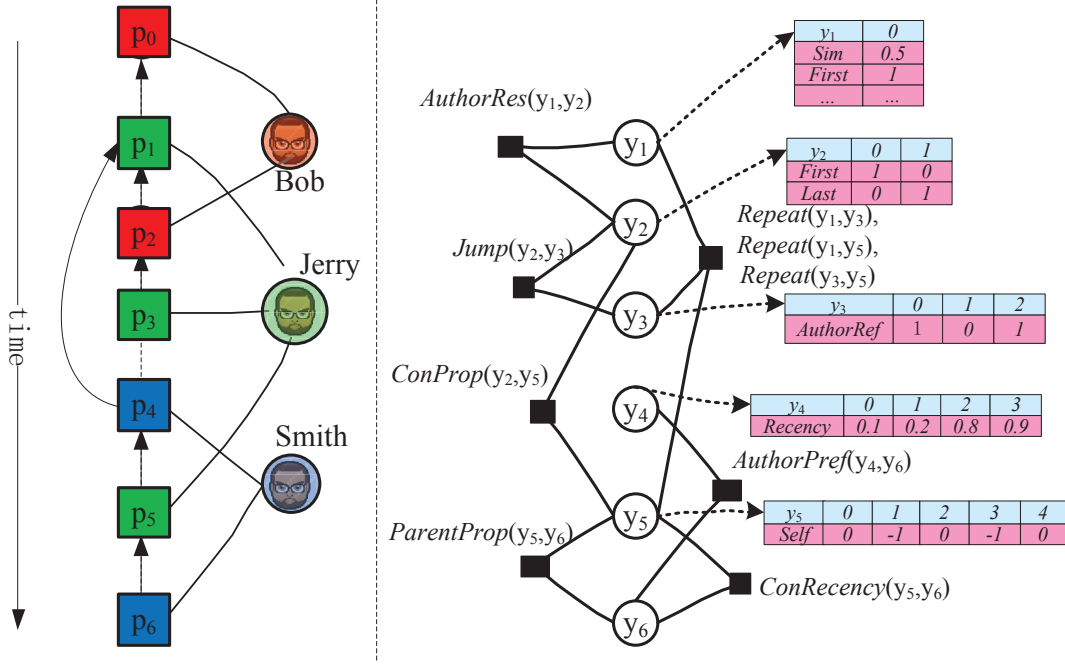 time
p0
p1
p2
p3
p4
p5
p6
Bob
Jerry
Smith
AuthorRes(y1,y2)
Jump(y2,y3)
ConProp(y2,y5)
ParentProp(y5,y6)
y1
y2
y3
y4
y5
y6
Repeat(y1,y3),
Repeat(y1,y5),
Repeat(y3,y5)
AuthorPref(y4,y6)
ConRecency(y5,y6)
y1 0
Sim 0.5
First 1
... ...
y2 0 1
First 1 0
Last 0 1
y3 0 1 2
AuthorRef 1 0 1
y4 0 1 2 3
Recency 0.1 0.2 0.8 0.9
y5 0 1 2 3 4
Self 0 -1 0 -1 0